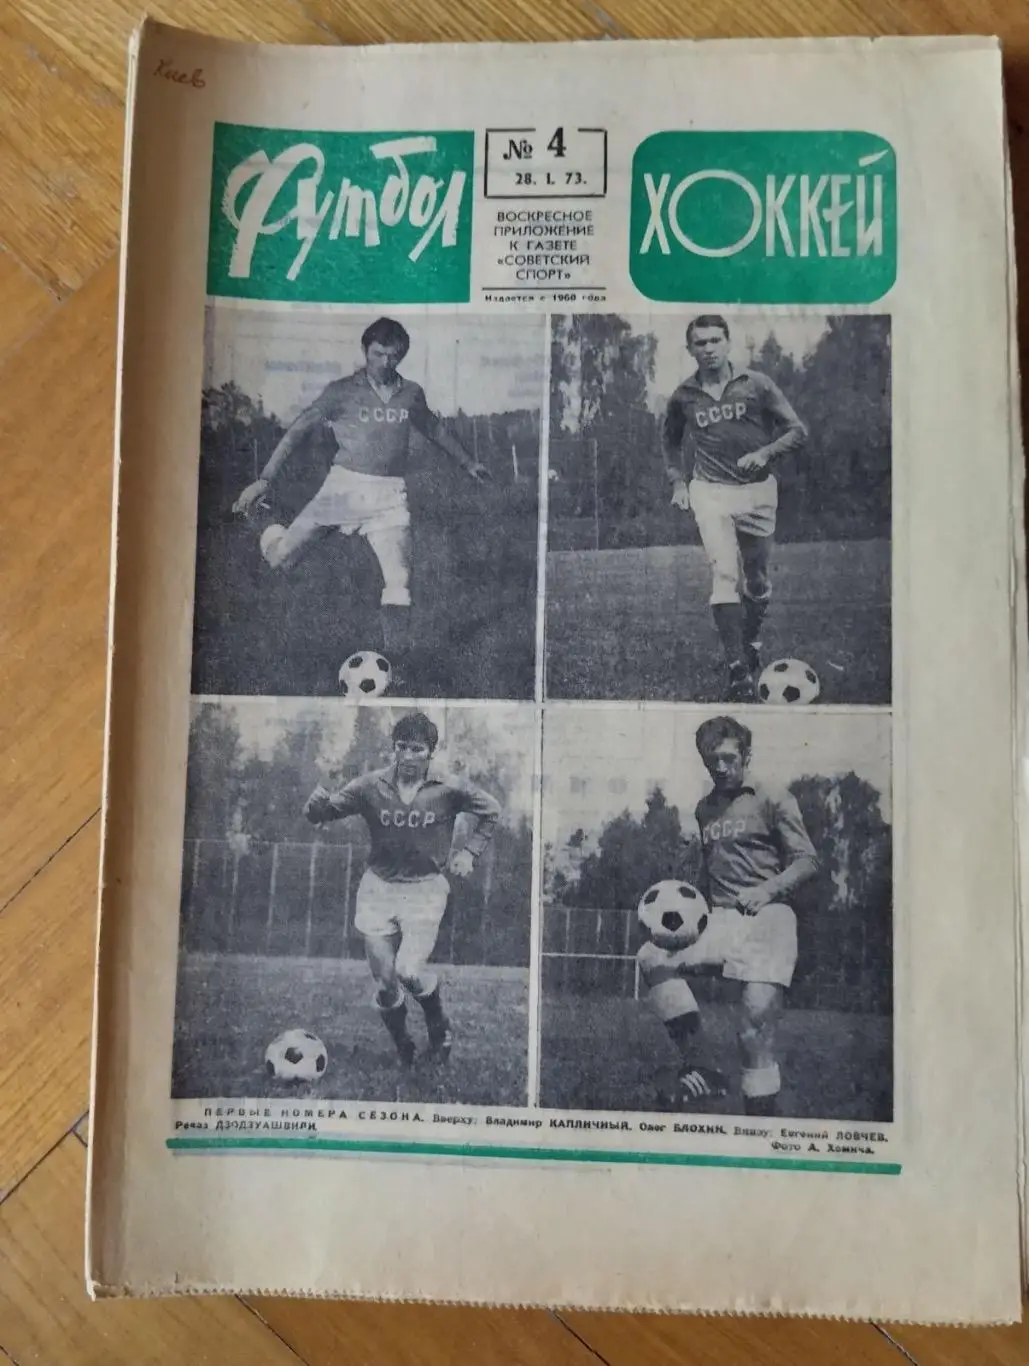 Киев
Футбол
№ 4
28. I. 73.
ВОСКРЕСНОЕ
ПРИЛОЖЕНИЕ
К ГАЗЕТЕ
«СОВЕТСКИЙ
СПОРТ»
Издается с 1960 года
ХОККЕЙ
СССР
СССР
СССР
СССР
ПЕРВЫЕ НОМЕРА СЕЗОНА. Вверху: Владимир КАПЛИЧНЫЙ, Олег БЛОХИН. Внизу: Евгений ЛОВЧЕВ,
Реваз ДЗОДЗУАШВИЛИ.
Фото А. Хомича.